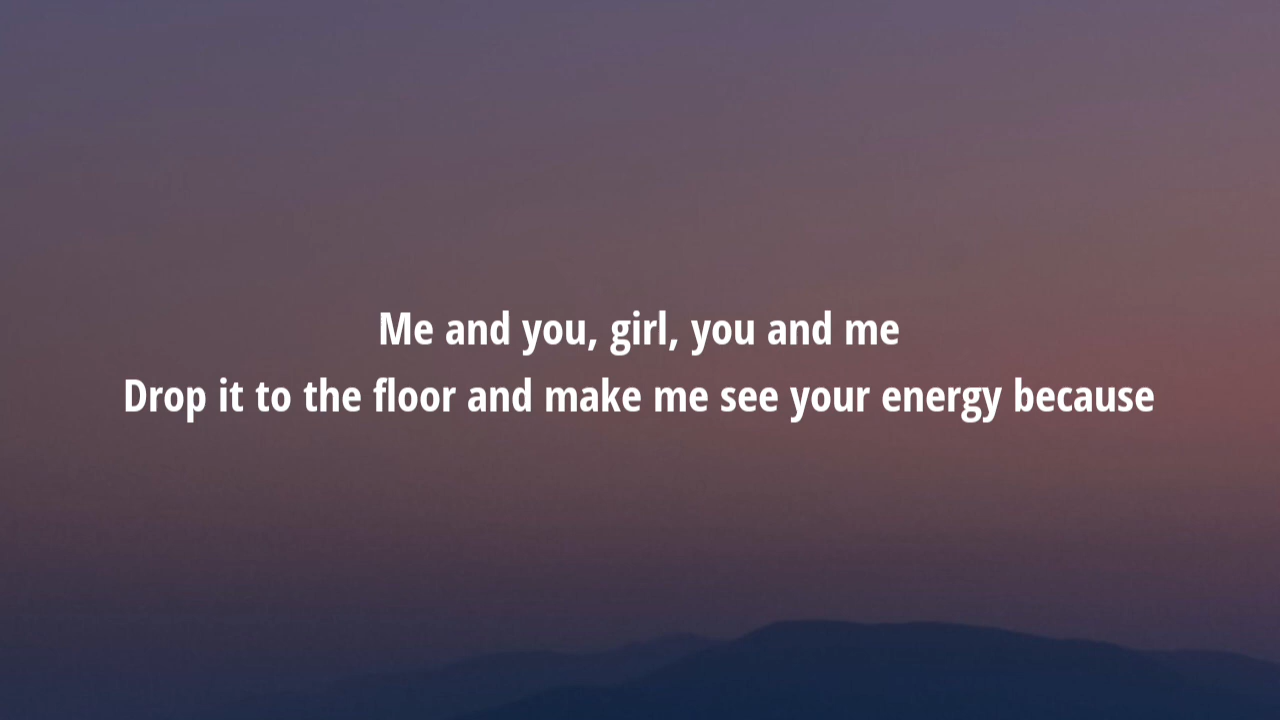 Me and you, girl, you and me
Drop it to the floor and make me see your energy because